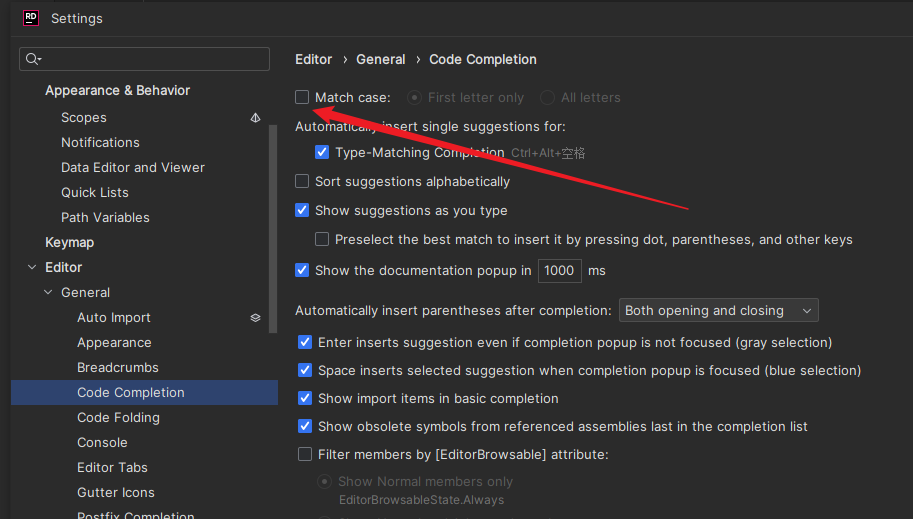 RD
Settings
Appearance & Behavior
Scopes
Notifications
Data Editor and Viewer
Quick Lists
Path Variables
Keymap
Editor
General
Auto Import
Appearance
Breadcrumbs
Code Completion
Code Folding
Console
Editor Tabs
Gutter Icons
Postfix Completion
Editor › General › Code Completion
Match case: First letter only All letters
Automatically insert single suggestions for:
Type-Matching Completion Ctrl+Alt+空格
Sort suggestions alphabetically
Show suggestions as you type
Preselect the best match to insert it by pressing dot, parentheses, and other keys
Show the documentation popup in 1000 ms
Automatically insert parentheses after completion: Both opening and closing
Enter inserts suggestion even if completion popup is not focused (gray selection)
Space inserts selected suggestion when completion popup is focused (blue selection)
Show import items in basic completion
Show obsolete symbols from referenced assemblies last in the completion list
Filter members by [EditorBrowsable] attribute:
Show Normal members only
EditorBrowsableState.Always